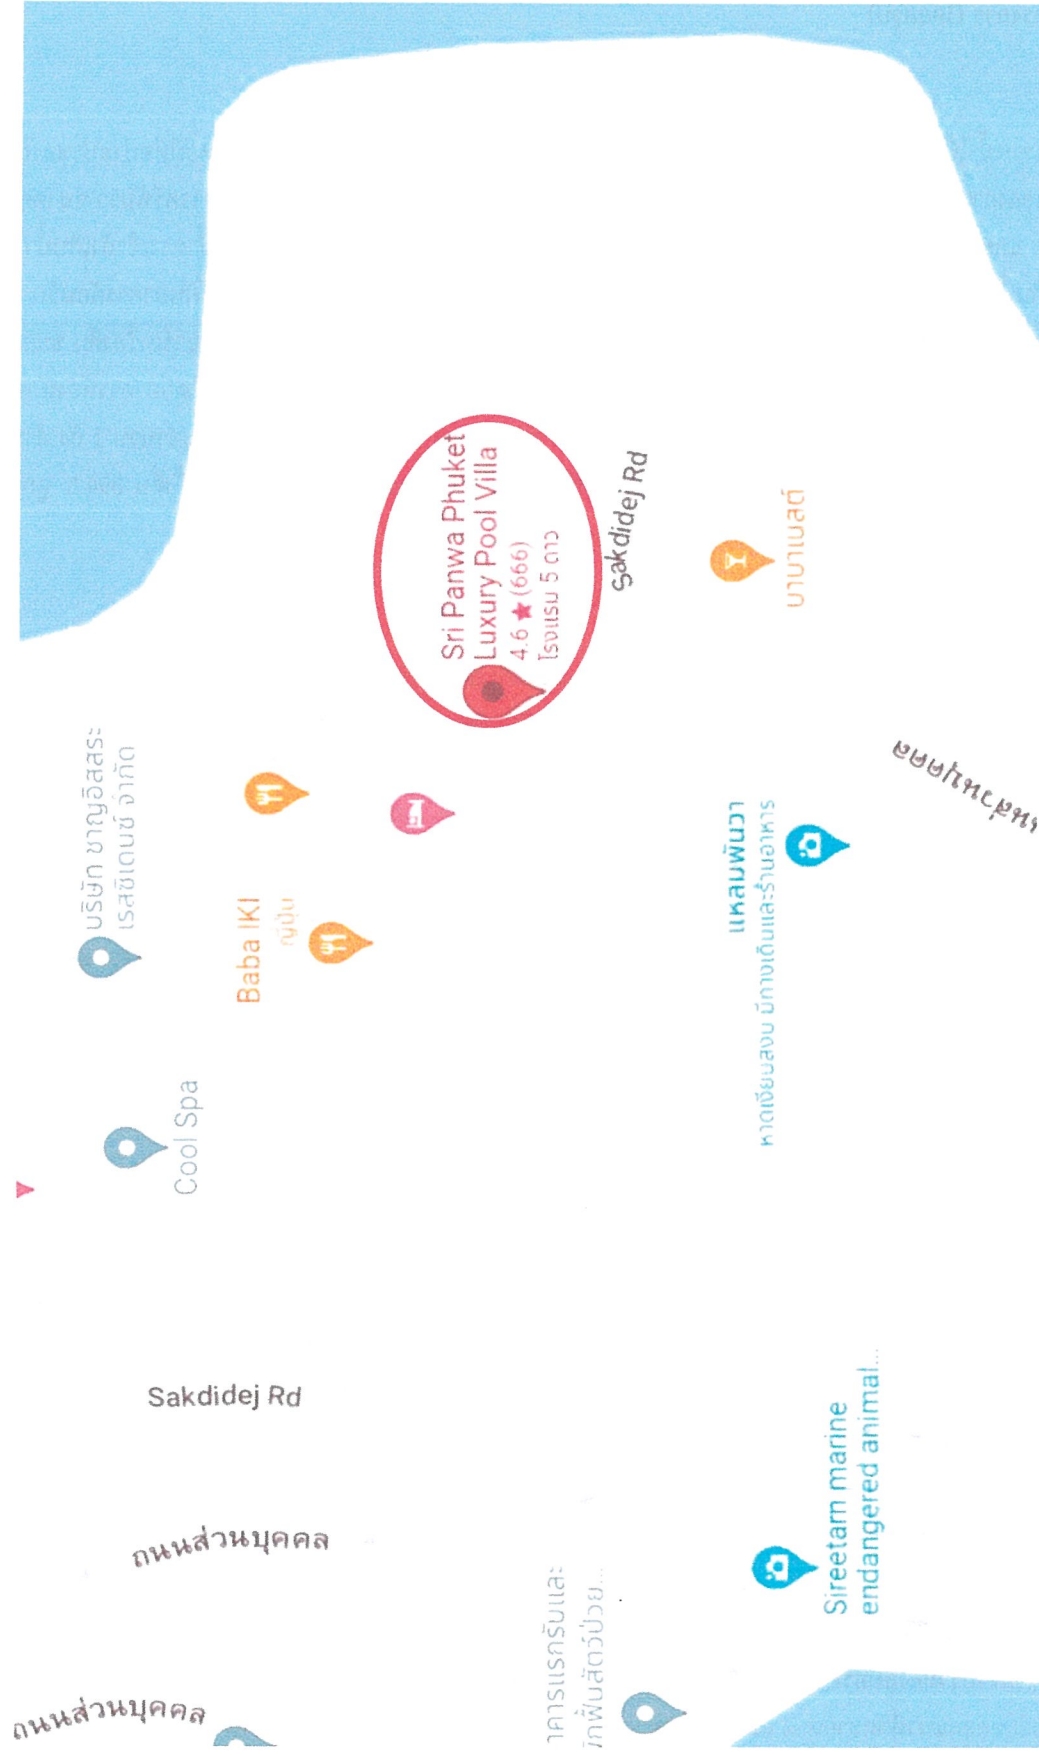 Sri Panwa Phuket
Luxury Pool Villa
4.6 ★ (666)
โรงแรม 5 ดาว
Sakdidej Rd
บาบาเนสต์
บริษัท ชาญอิสสระ
เรสซิเดนซ์ จำกัด
Baba IKI
ญี่ปุ่น
Cool Spa
แหลมพันวา
หาดเงียบสงบ มีทางเดินและร้านอาหาร
Sakdidej Rd
ถนนส่วนบุคคล
ถนนส่วนบุคคล
Sireetarn marine
endangered animal...